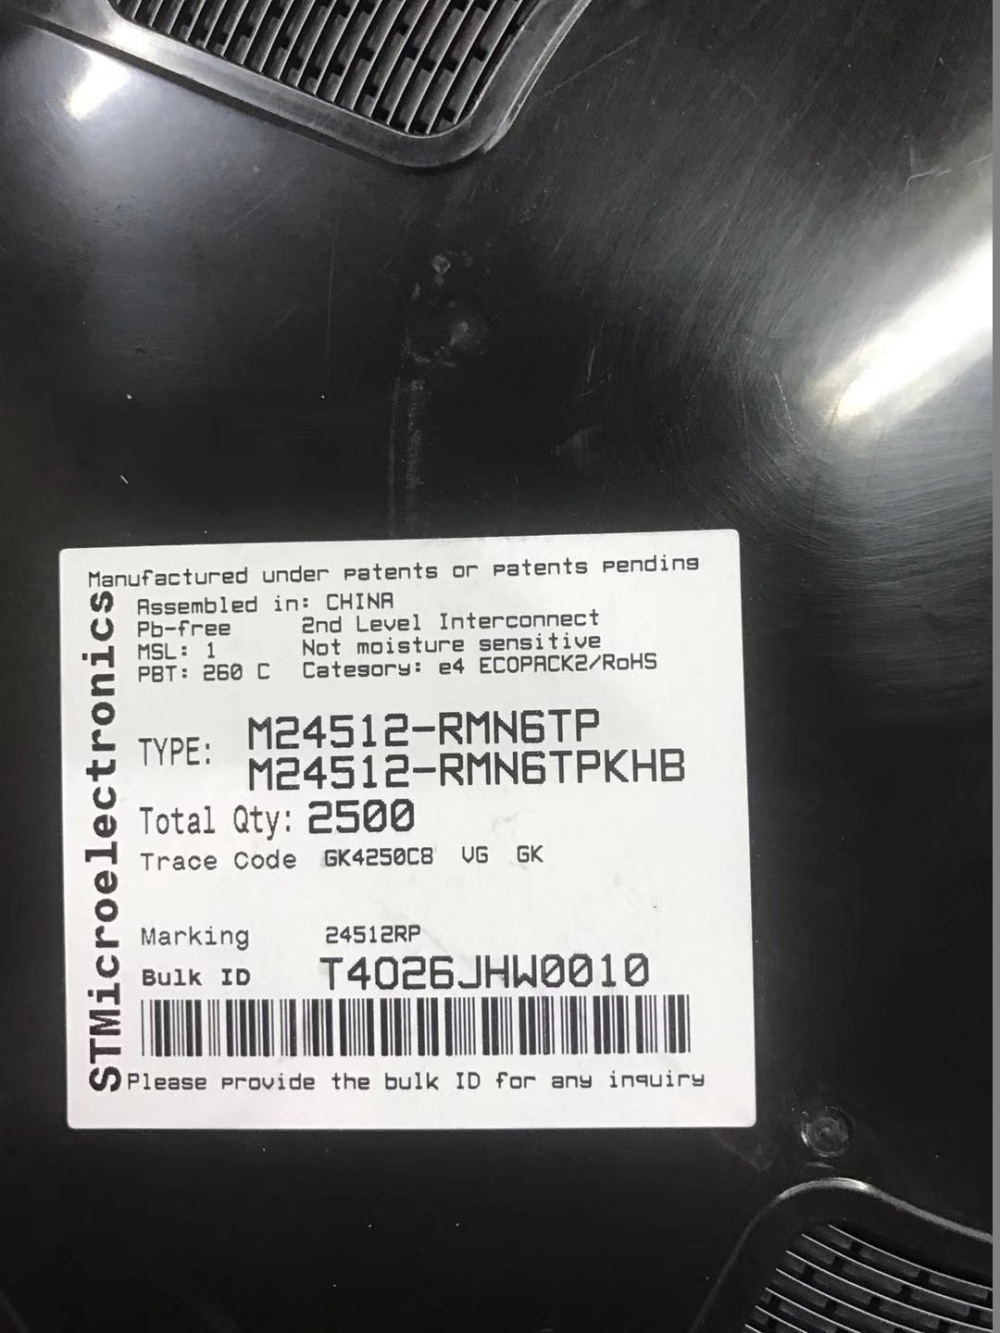 Manufactured under patents or patents pending
STMicroelectronics
Assembled in: CHINA
Pb-free 2nd Level Interconnect
MSL: 1 Not moisture sensitive
PBT: 260 C Category: e4 ECOPACK2/RoHS
TYPE: M24512-RMN6TP
M24512-RMN6TPKHB
Total Qty: 2500
Trace Code GK4250C8 VG GK
Marking 24512RP
Bulk ID T4026JHW0010
Please provide the bulk ID for any inquiry